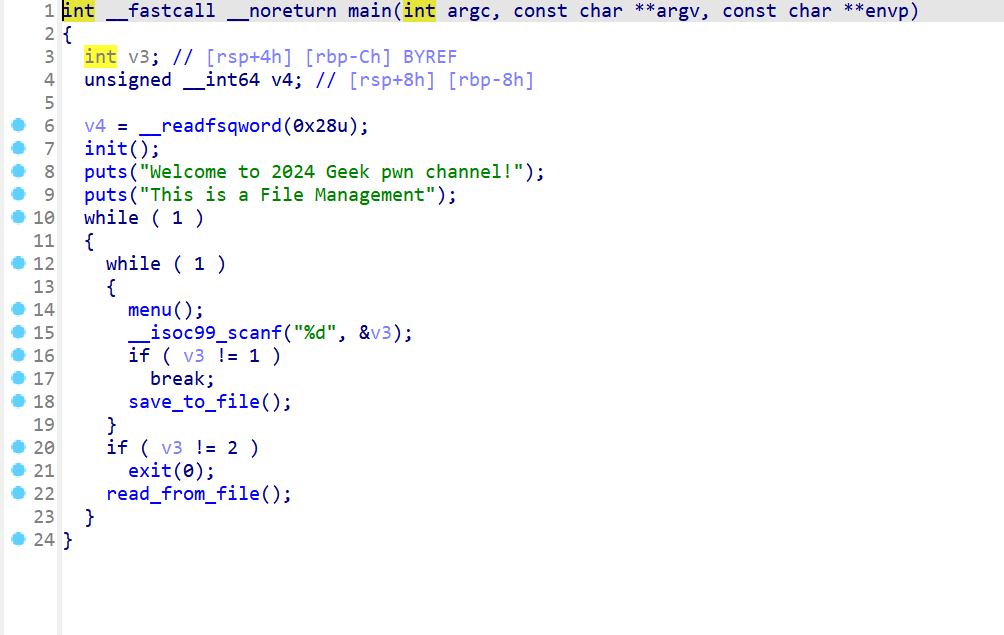 1 int __fastcall __noreturn main(int argc, const char **argv, const char **envp)
2 {
3   int v3; // [rsp+4h] [rbp-Ch] BYREF
4   unsigned __int64 v4; // [rsp+8h] [rbp-8h]
5
6   v4 = __readfsqword(0x28u);
7   init();
8   puts("Welcome to 2024 Geek pwn channel!");
9   puts("This is a File Management");
10   while ( 1 )
11   {
12     while ( 1 )
13     {
14       menu();
15       __isoc99_scanf("%d", &v3);
16       if ( v3 != 1 )
17         break;
18       save_to_file();
19     }
20     if ( v3 != 2 )
21       exit(0);
22     read_from_file();
23   }
24 }